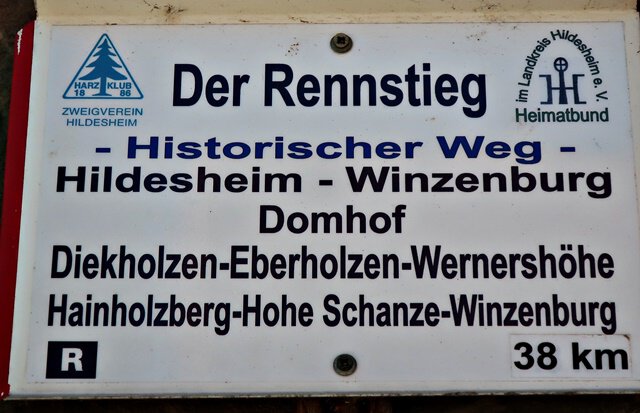 HARZ KLUB
18 86
ZWEIGVEREIN
HILDESHEIM
Der Rennstieg
im Landkreis Hildesheim e. V.
HH
Heimatbund
- Historischer Weg -
Hildesheim - Winzenburg
Domhof
Diekholzen-Eberholzen-Wernershöhe
Hainholzberg-Hohe Schanze-Winzenburg
R
38 km